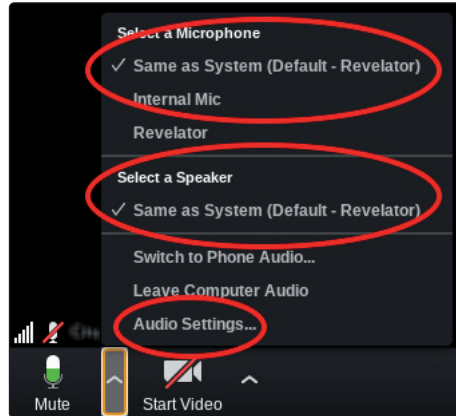 Select a Microphone
✓ Same as System (Default - Revelator)
Internal Mic
Revelator
Select a Speaker
✓ Same as System (Default - Revelator)
Switch to Phone Audio...
Leave Computer Audio
Audio Settings...
Mute
Start Video